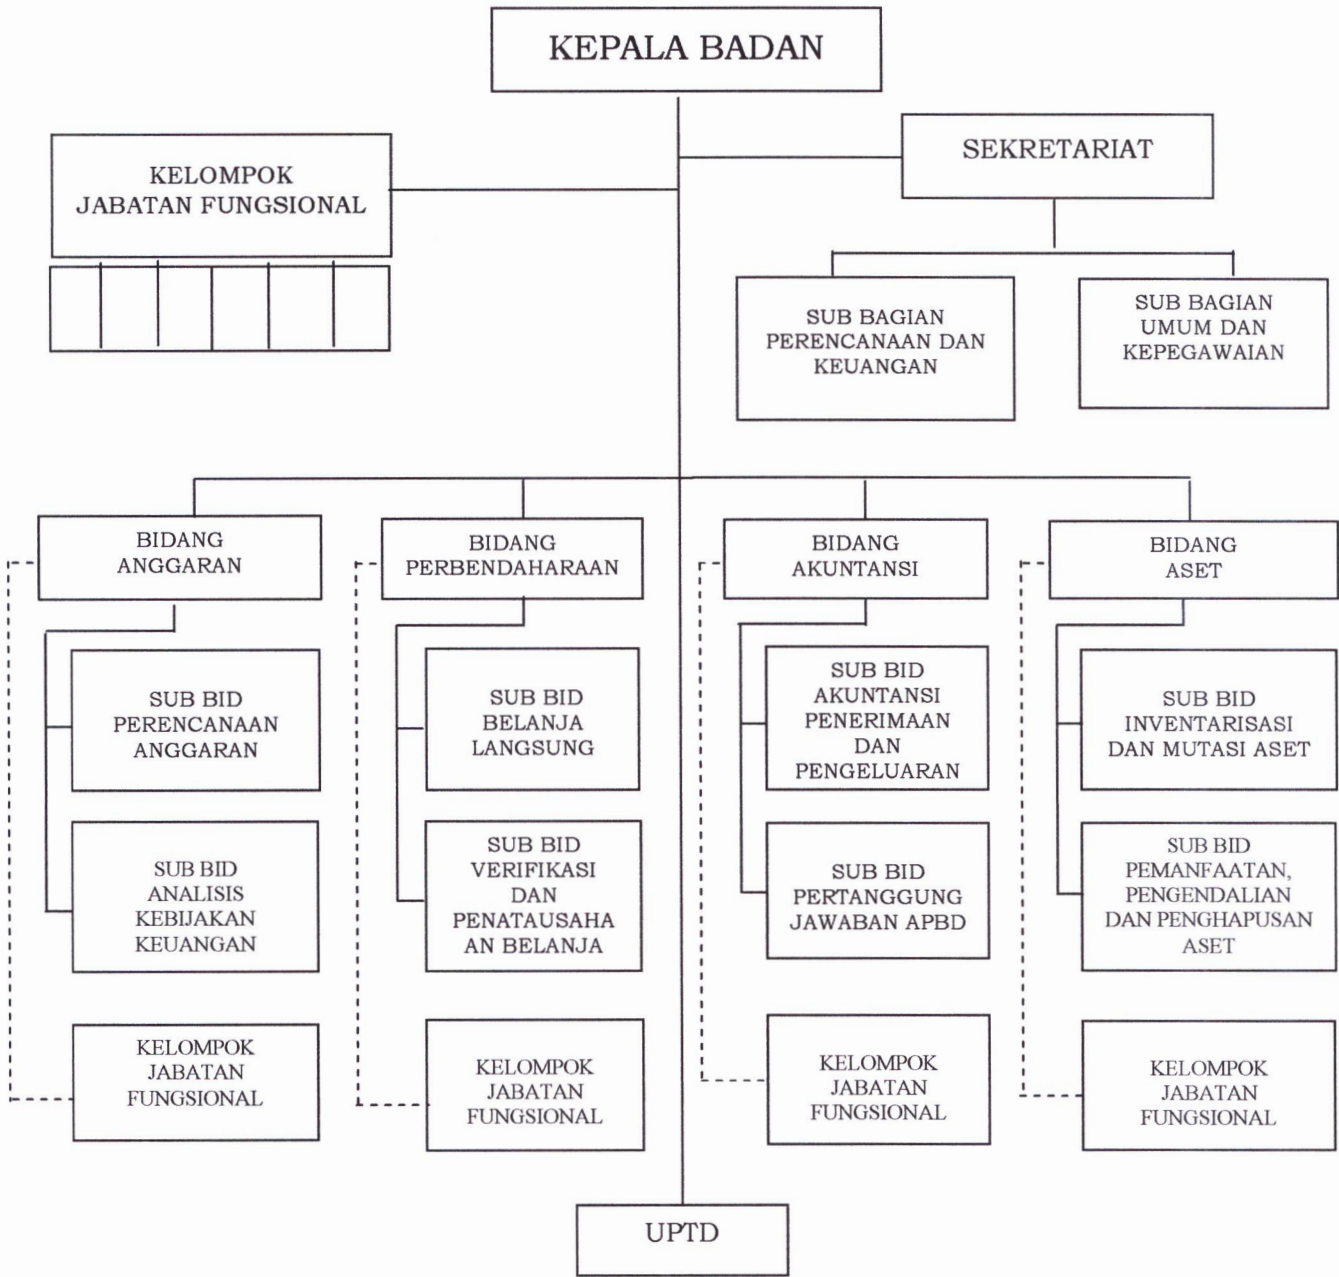 KEPALA BADAN
SEKRETARIAT
KELOMPOK
JABATAN FUNGSIONAL
SUB BAGIAN
PERENCANAAN DAN
KEUANGAN
SUB BAGIAN
UMUM DAN
KEPEGAWAIAN
BIDANG
ANGGARAN
BIDANG
PERBENDAHARAAN
BIDANG
AKUNTANSI
BIDANG
ASET
SUB BID
PERENCANAAN
ANGGARAN
SUB BID
BELANJA
LANGSUNG
SUB BID
AKUNTANSI
PENERIMAAN
DAN
PENGELUARAN
SUB BID
INVENTARISASI
DAN MUTASI ASET
SUB BID
ANALISIS
KEBIJAKAN
KEUANGAN
SUB BID
VERIFIKASI
DAN
PENATAUSAHA
AN BELANJA
SUB BID
PERTANGGUNG
JAWABAN APBD
SUB BID
PEMANFAATAN,
PENGENDALIAN
DAN PENGHAPUSAN
ASET
KELOMPOK
JABATAN
FUNGSIONAL
KELOMPOK
JABATAN
FUNGSIONAL
KELOMPOK
JABATAN
FUNGSIONAL
KELOMPOK
JABATAN
FUNGSIONAL
UPTD